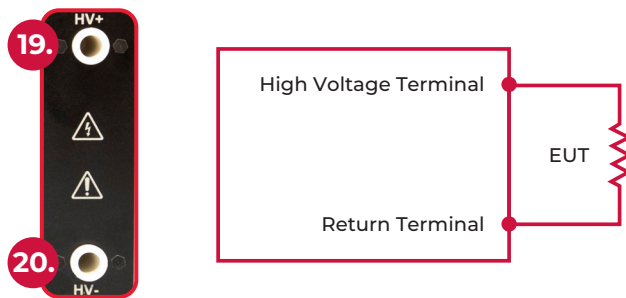 HV+
19.
High Voltage Terminal
EUT
Return Terminal
20.
HV-